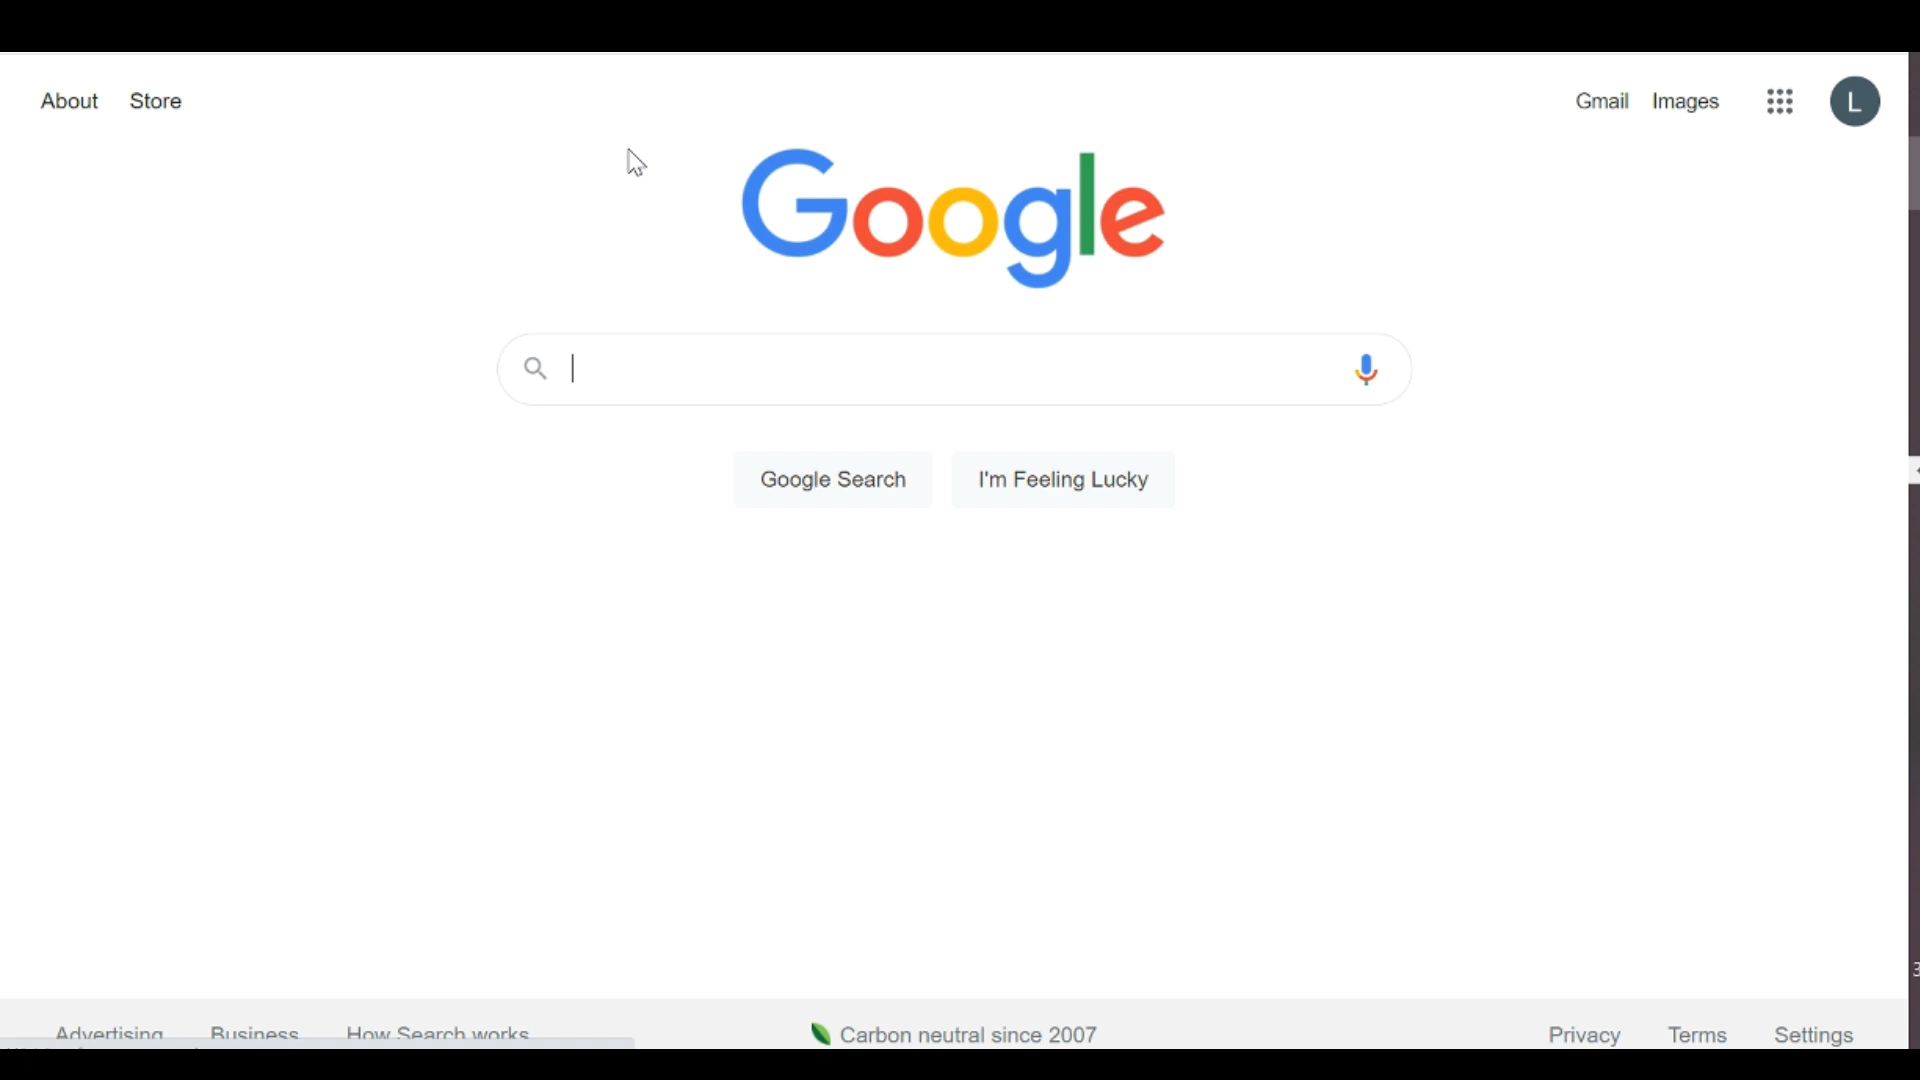 About Store
Gmail Images
L
Google
Google Search
I'm Feeling Lucky
3
Advertising Business How Search works
Carbon neutral since 2007
Privacy Terms Settings